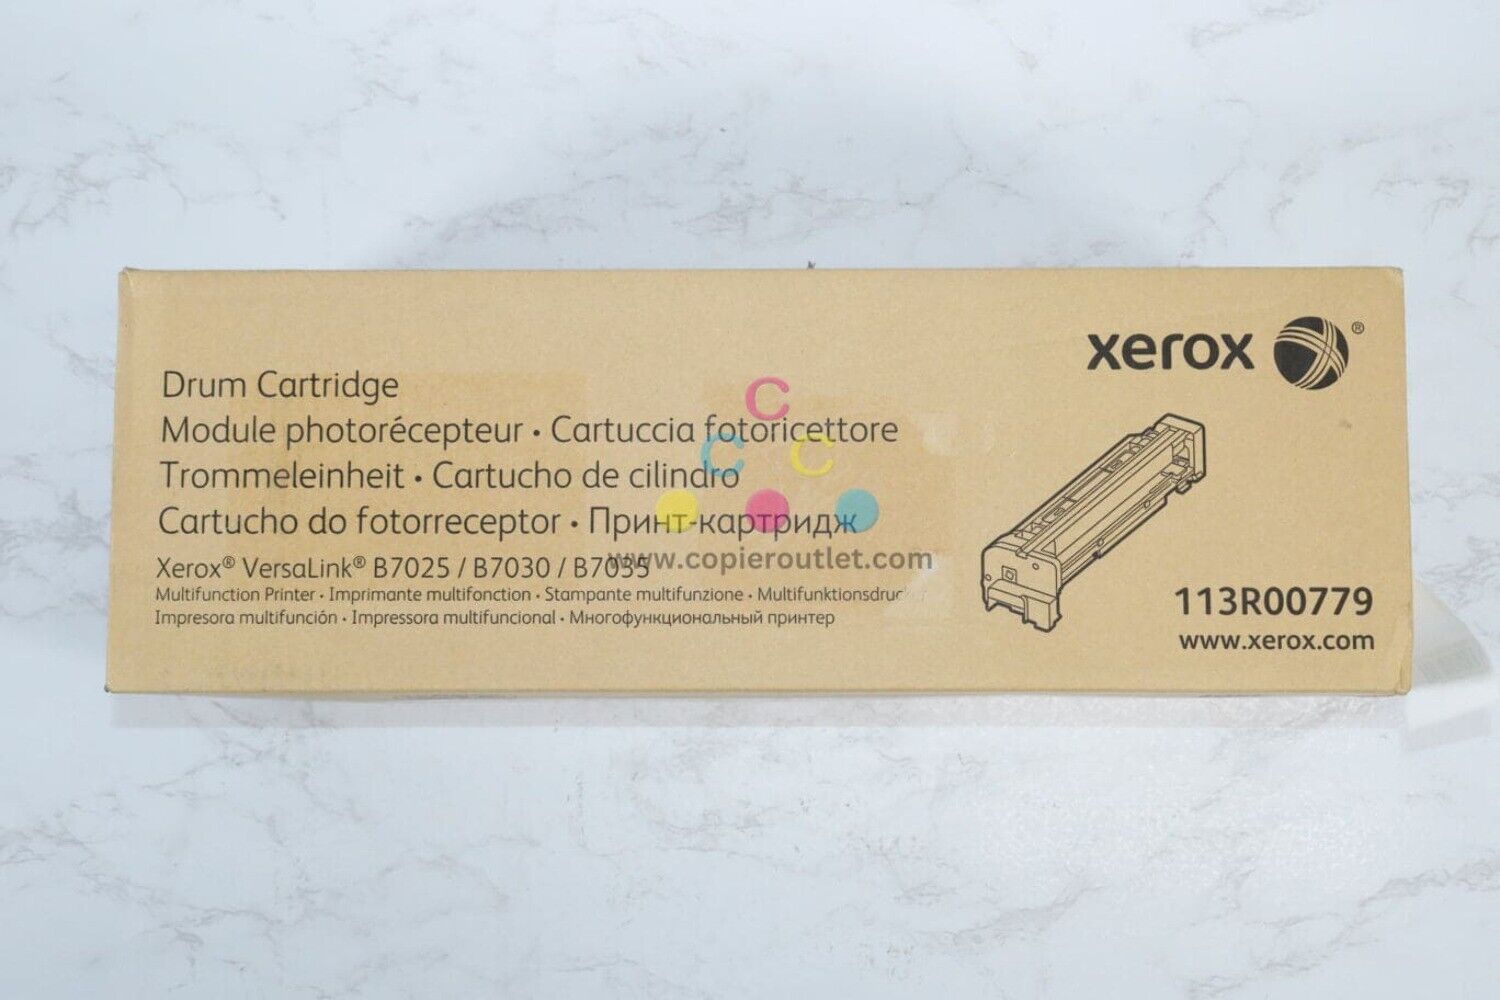 xerox ®
Drum Cartridge
Module photorécepteur • Cartuccia fotoricettore
Trommeleinheit • Cartucho de cilindro
Cartucho do fotorreceptor • Принт-картридж
Xerox® VersaLink® B7025 / B7030 / B7035
Multifunction Printer • Imprimante multifonction • Stampante multifunzione •
Impresora multifunción • Impressora multifuncional • Многофункциональный принтер
113R00779
www.xerox.com
C
C C
www.copieroutlet.com